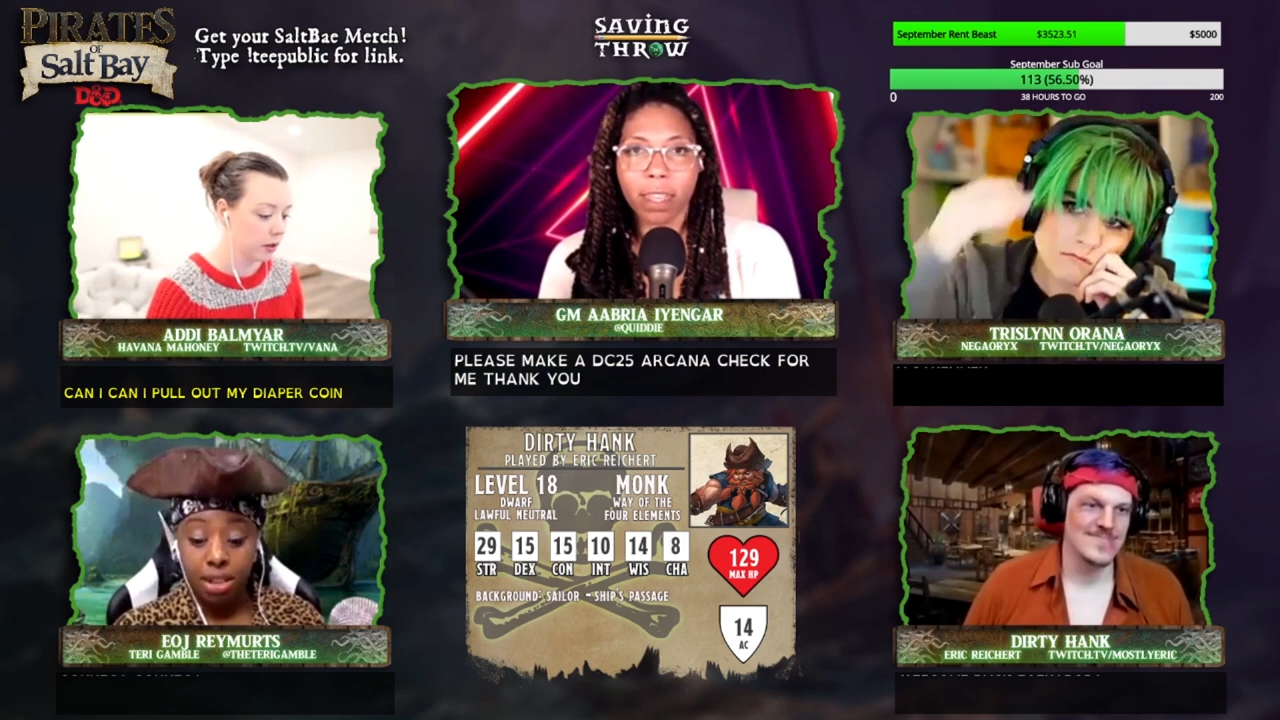 PIRATES
OF
Salt Bay
D&D
Get your SaltBae Merch!
Type !teepublic for link.
SAVING
THROW
September Rent Beast $3523.51 $5000
September Sub Goal
113 (56.50%)
0 38 HOURS TO GO 200
ADDI BALMYAR
HAVANA MAHONEY TWITCH.TV/VANA
CAN I CAN I PULL OUT MY DIAPER COIN
GM AABRIA IYENGAR
@QUIDDIE
PLEASE MAKE A DC25 ARCANA CHECK FOR
ME THANK YOU
TRISLYNN ORANA
NEGAORYX TWITCH.TV/NEGAORYX
EOJ REYMURTS
TERI GAMBLE @THETERIGAMBLE
DIRTY HANK
PLAYED BY ERIC REICHERT
LEVEL 18
DWARF
LAWFUL NEUTRAL
MONK
WAY OF THE
FOUR ELEMENTS
29 15 15 10 14 8
STR DEX CON INT WIS CHA
BACKGROUND: SAILOR - SHIP'S PASSAGE
129
MAX HP
14
AC
DIRTY HANK
ERIC REICHERT TWITCH.TV/MOSTLYERIC